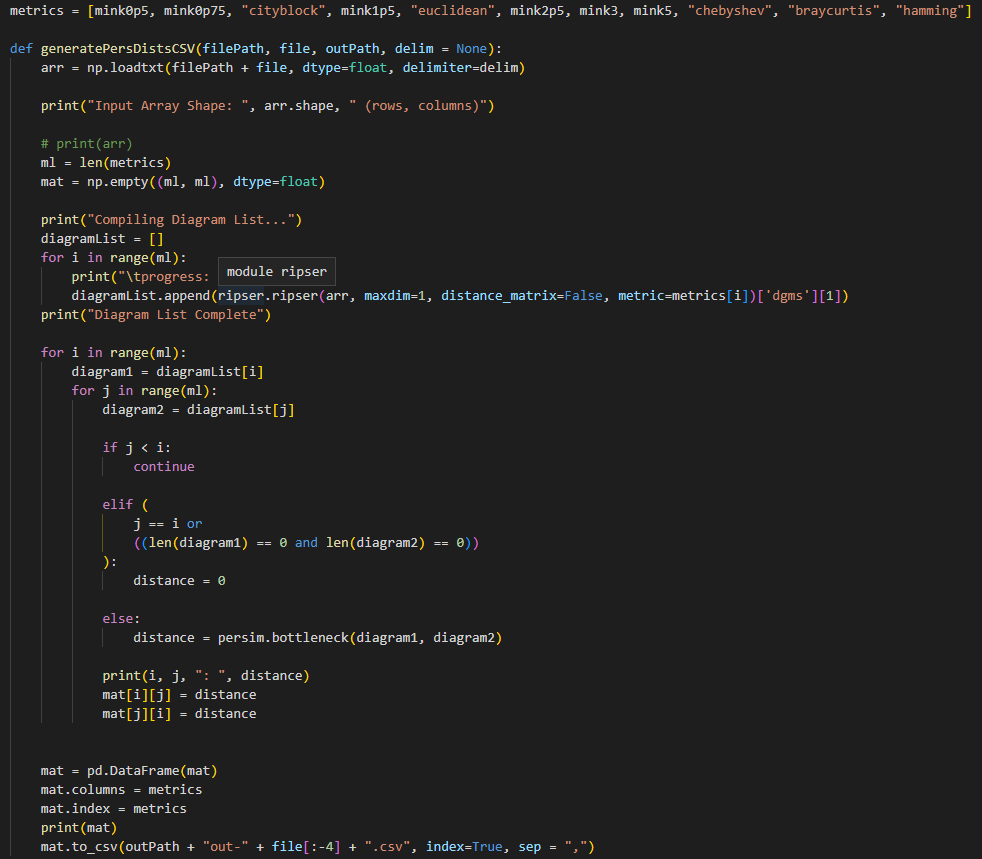 metrics = [mink0p5, mink0p75, "cityblock", mink1p5, "euclidean", mink2p5, mink3, mink5, "chebyshev", "braycurtis", "hamming"]
def generatePersDistsCSV(filePath, file, outPath, delim = None):
    arr = np.loadtxt(filePath + file, dtype=float, delimiter=delim)
    print("Input Array Shape: ", arr.shape, " (rows, columns)")
    # print(arr)
    ml = len(metrics)
    mat = np.empty((ml, ml), dtype=float)
    print("Compiling Diagram List...")
    diagramList = []
    for i in range(ml):
        print("\tprogress:
module ripser
        diagramList.append(ripser.ripser(arr, maxdim=1, distance_matrix=False, metric=metrics[i])['dgms'][1])
    print("Diagram List Complete")
    for i in range(ml):
        diagram1 = diagramList[i]
        for j in range(ml):
            diagram2 = diagramList[j]
            if j < i:
                continue
            elif (
                j == i or
                ((len(diagram1) == 0 and len(diagram2) == 0))
            ):
                distance = 0
            else:
                distance = persim.bottleneck(diagram1, diagram2)
            print(i, j, ": ", distance)
            mat[i][j] = distance
            mat[j][i] = distance
    mat = pd.DataFrame(mat)
    mat.columns = metrics
    mat.index = metrics
    print(mat)
    mat.to_csv(outPath + "out-" + file[:-4] + ".csv", index=True, sep = ",")